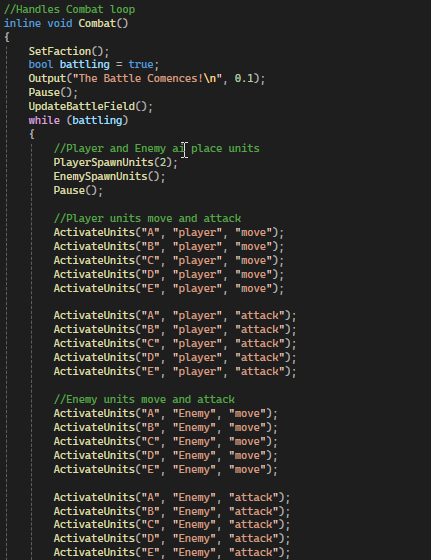 //Handles Combat loop
inline void Combat()
{
SetFaction();
bool battling = true;
Output("The Battle Comences!\n", 0.1);
Pause();
UpdateBattleField();
while (battling)
{
//Player and Enemy ai place units
PlayerSpawnUnits(2);
EnemySpawnUnits();
Pause();
//Player units move and attack
ActivateUnits("A", "player", "move");
ActivateUnits("B", "player", "move");
ActivateUnits("C", "player", "move");
ActivateUnits("D", "player", "move");
ActivateUnits("E", "player", "move");
ActivateUnits("A", "player", "attack");
ActivateUnits("B", "player", "attack");
ActivateUnits("C", "player", "attack");
ActivateUnits("D", "player", "attack");
ActivateUnits("E", "player", "attack");
//Enemy units move and attack
ActivateUnits("A", "Enemy", "move");
ActivateUnits("B", "Enemy", "move");
ActivateUnits("C", "Enemy", "move");
ActivateUnits("D", "Enemy", "move");
ActivateUnits("E", "Enemy", "move");
ActivateUnits("A", "Enemy", "attack");
ActivateUnits("B", "Enemy", "attack");
ActivateUnits("C", "Enemy", "attack");
ActivateUnits("D", "Enemy", "attack");
ActivateUnits("E", "Enemy", "attack");